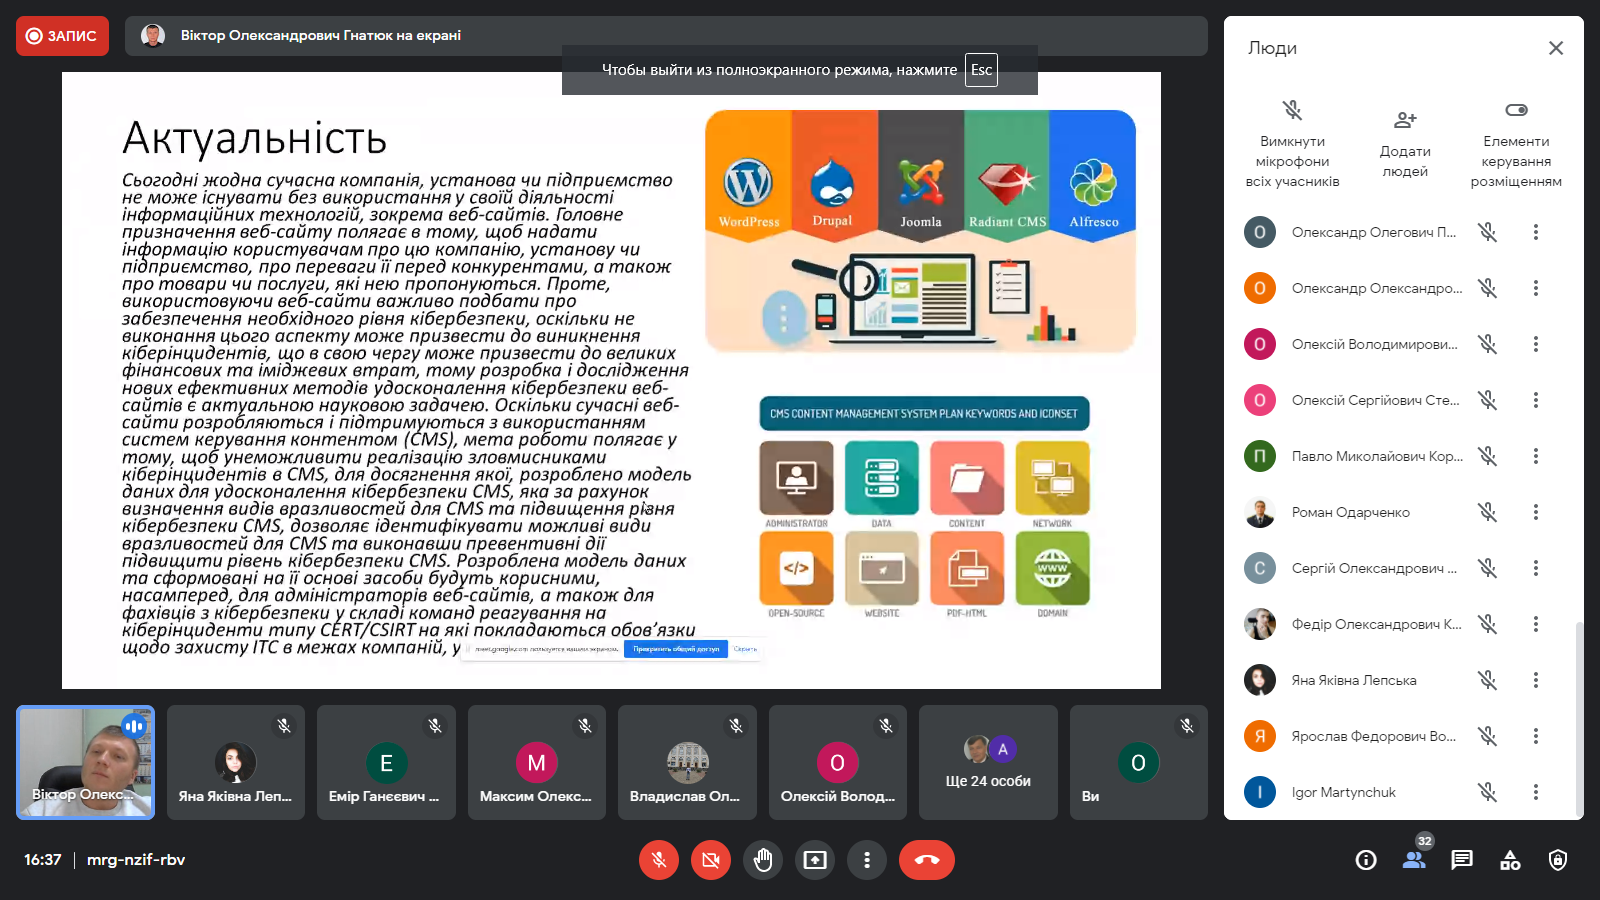 ЗАПИС
Віктор Олександрович Гнатюк на екрані
Чтобы выйти из полноэкранного режима, нажмите Esc
Актуальність
Сьогодні жодна сучасна компанія, установа чи підприємство
не може існувати без використання у своїй діяльності
інформаційних технологій, зокрема веб-сайтів. Головне
призначення веб-сайту полягає в тому, щоб надати
інформацію користувачам про цю компанію, установу чи
підприємство, про переваги її перед конкурентами, а також
про товари чи послуги, які нею пропонуються. Проте,
використовуючи веб-сайти важливо подбати про
забезпечення необхідного рівня кібербезпеки, оскільки не
виконання цього аспекту може призвести до виникнення
кіберінцидентів, що в свою чергу може призвести до великих
фінансових та іміджевих втрат, тому розробка і дослідження
нових ефективних методів удосконалення кібербезпеки веб-
сайтів є актуальною науковою задачею. Оскільки сучасні веб-
сайти розробляються і підтримуються з використанням
систем керування контентом (CMS), мета роботи полягає у
тому, щоб унеможливити реалізацію зловмисниками
кіберінцидентів в CMS, для досягнення якої, розроблено модель
даних для удосконалення кібербезпеки CMS, яка за рахунок
визначення видів вразливостей для CMS та підвищення рівня
кібербезпеки CMS, дозволяє ідентифікувати можливі види
вразливостей для CMS та виконавши превентивні дії
підвищити рівень кібербезпеки CMS. Розроблена модель даних
та сформовані на її основі засоби будуть корисними,
насамперед, для адміністраторів веб-сайтів, а також для
фахівців з кібербезпеки у складі команд реагування на
кіберінциденти типу CERT/CSIRT на які покладаються обов’язки
щодо захисту ІТС в межах компаній, у
meet.google.com пользуется вашим экраном. Прекратить общий доступ Скрыть
WordPress
Drupal
Joomla
Radiant CMS
Alfresco
CMS CONTENT MANAGEMENT SYSTEM PLAN KEYWORDS AND ICONSET
ADMINISTRATOR
DATA
CONTENT
NETWORK
OPEN-SOURCE
WEBSITE
PDF-HTML
WWW
DOMAIN
Люди
Вимкнути
мікрофони
всіх учасників
Додати
людей
Елементи
керування
розміщенням
О Олександр Олегович П...
О Олександр Олександро...
О Олексій Володимирови...
О Олексій Сергійович Сте...
П Павло Миколайович Кор...
Роман Одарченко
С Сергій Олександрович ...
Федір Олександрович К...
Яна Яківна Лепська
Я Ярослав Федорович Во...
I Igor Martynchuk
Віктор Олекс...
Яна Яківна Леп...
Е
Емір Ганєєвич ...
М
Максим Олекс...
Владислав Ол...
О
Олексій Волод...
А
Ще 24 особи
О
Ви
16:37 | mrg-nzif-rbv
32